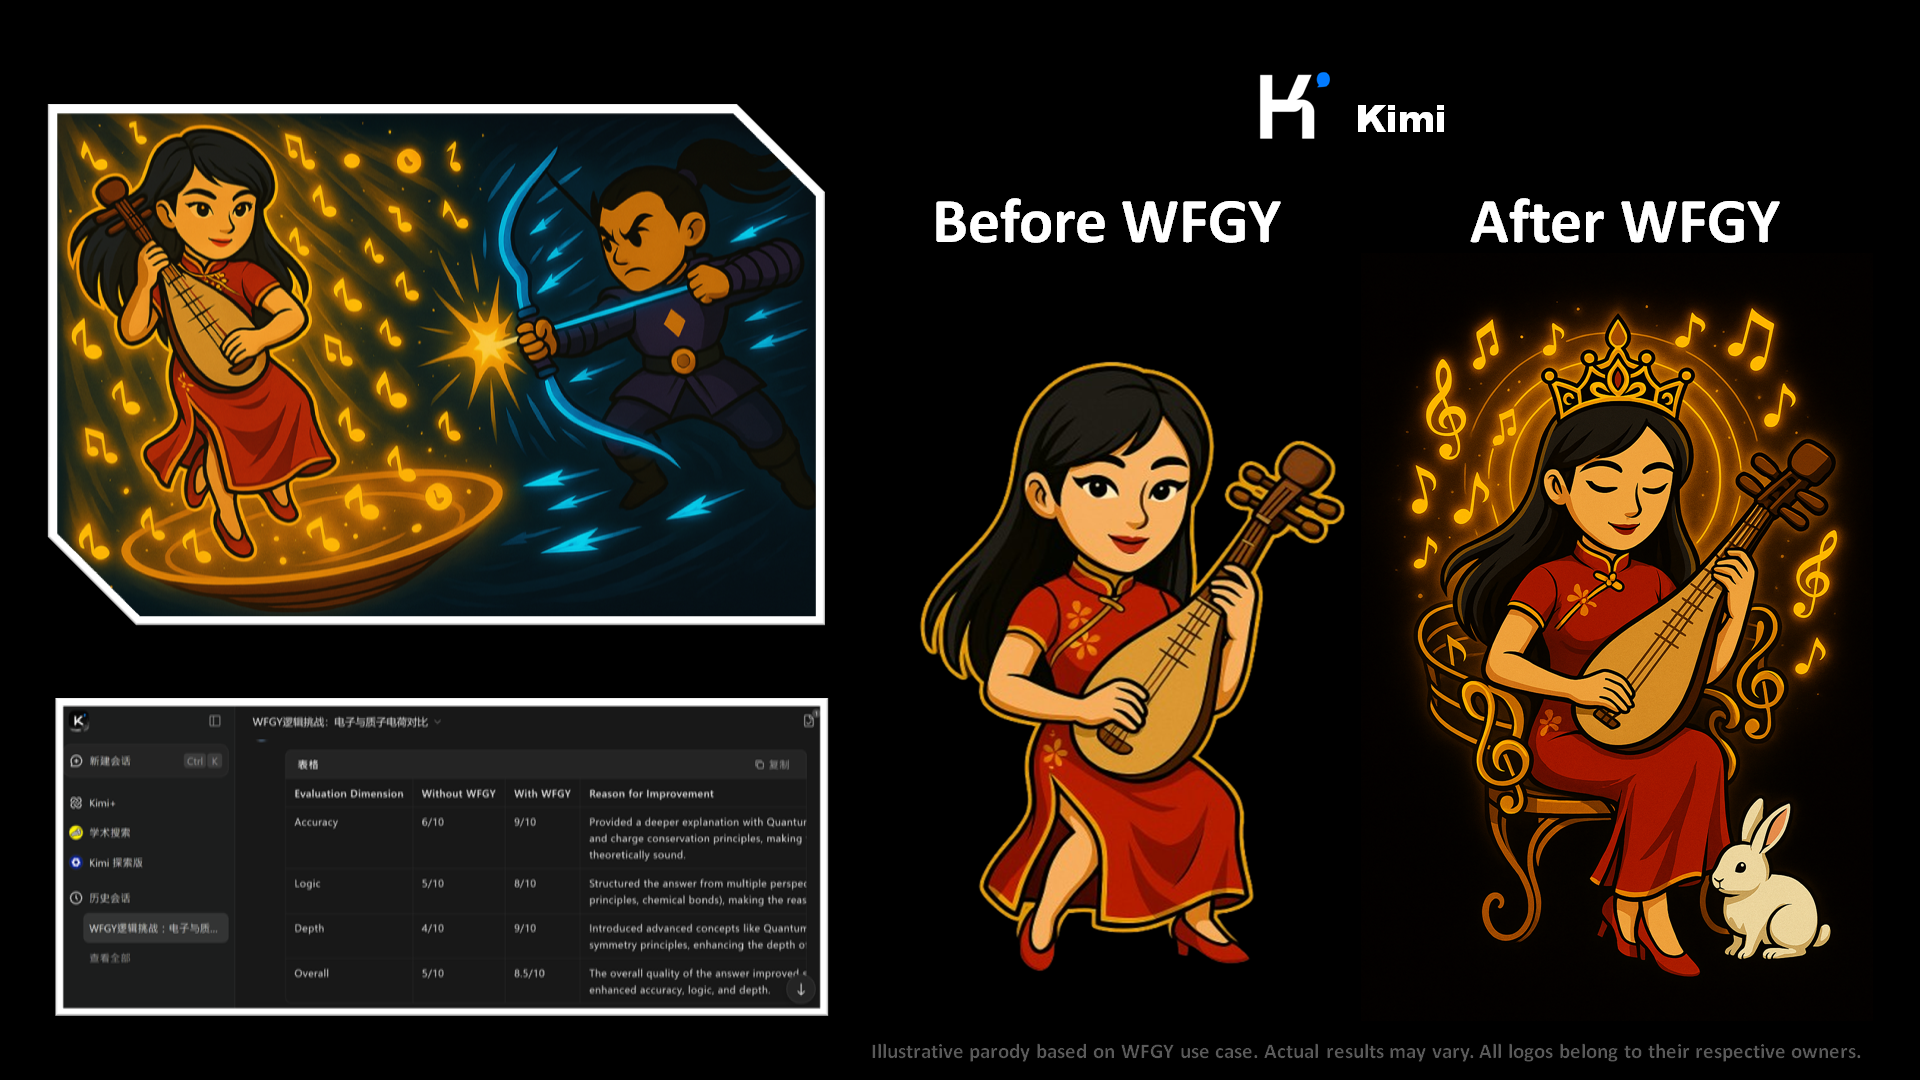 Kimi
Before WFGY
After WFGY
WFGY逻辑挑战：电子与质子电荷对比
新建会话 Ctrl K
Kimi+
学术搜索
Kimi 探索版
历史会话
WFGY逻辑挑战：电子与质...
查看全部
表格 复制
Evaluation Dimension Without WFGY With WFGY Reason for Improvement
Accuracy 6/10 9/10 Provided a deeper explanation with Quantur
and charge conservation principles, making
theoretically sound.
Logic 5/10 8/10 Structured the answer from multiple perspec
principles, chemical bonds), making the reas
Depth 4/10 9/10 Introduced advanced concepts like Quantum
symmetry principles, enhancing the depth of
Overall 5/10 8.5/10 The overall quality of the answer improved
enhanced accuracy, logic, and depth.
Illustrative parody based on WFGY use case. Actual results may vary. All logos belong to their respective owners.